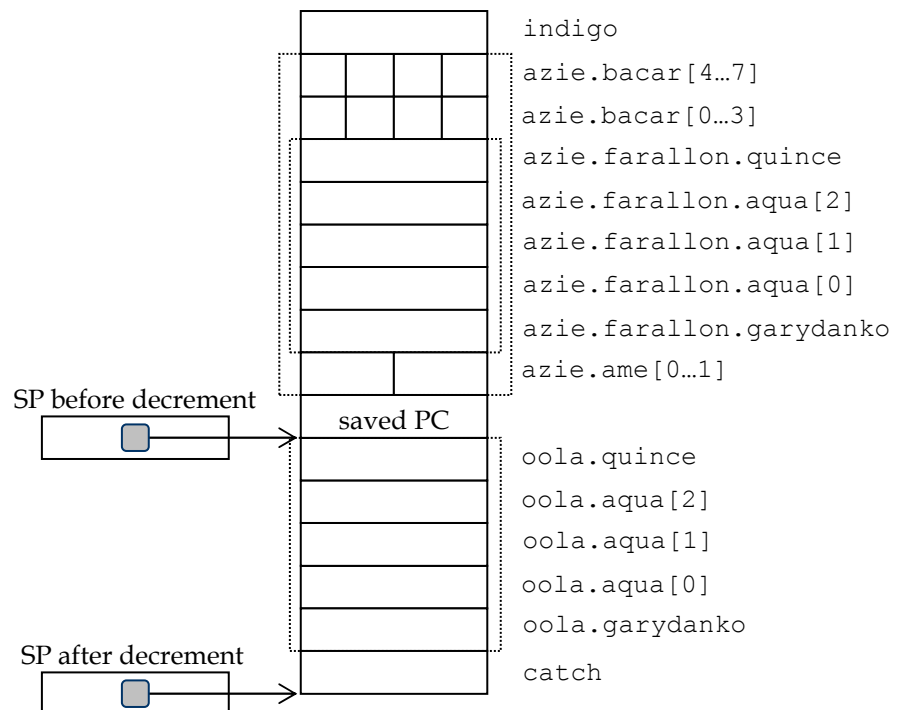 indigo
azie.bacar[4…7]
azie.bacar[0…3]
azie.farallon.quince
azie.farallon.aqua[2]
azie.farallon.aqua[1]
azie.farallon.aqua[0]
azie.farallon.garydanko
azie.ame[0…1]
SP before decrement
saved PC
oola.quince
oola.aqua[2]
oola.aqua[1]
oola.aqua[0]
oola.garydanko
SP after decrement
catch